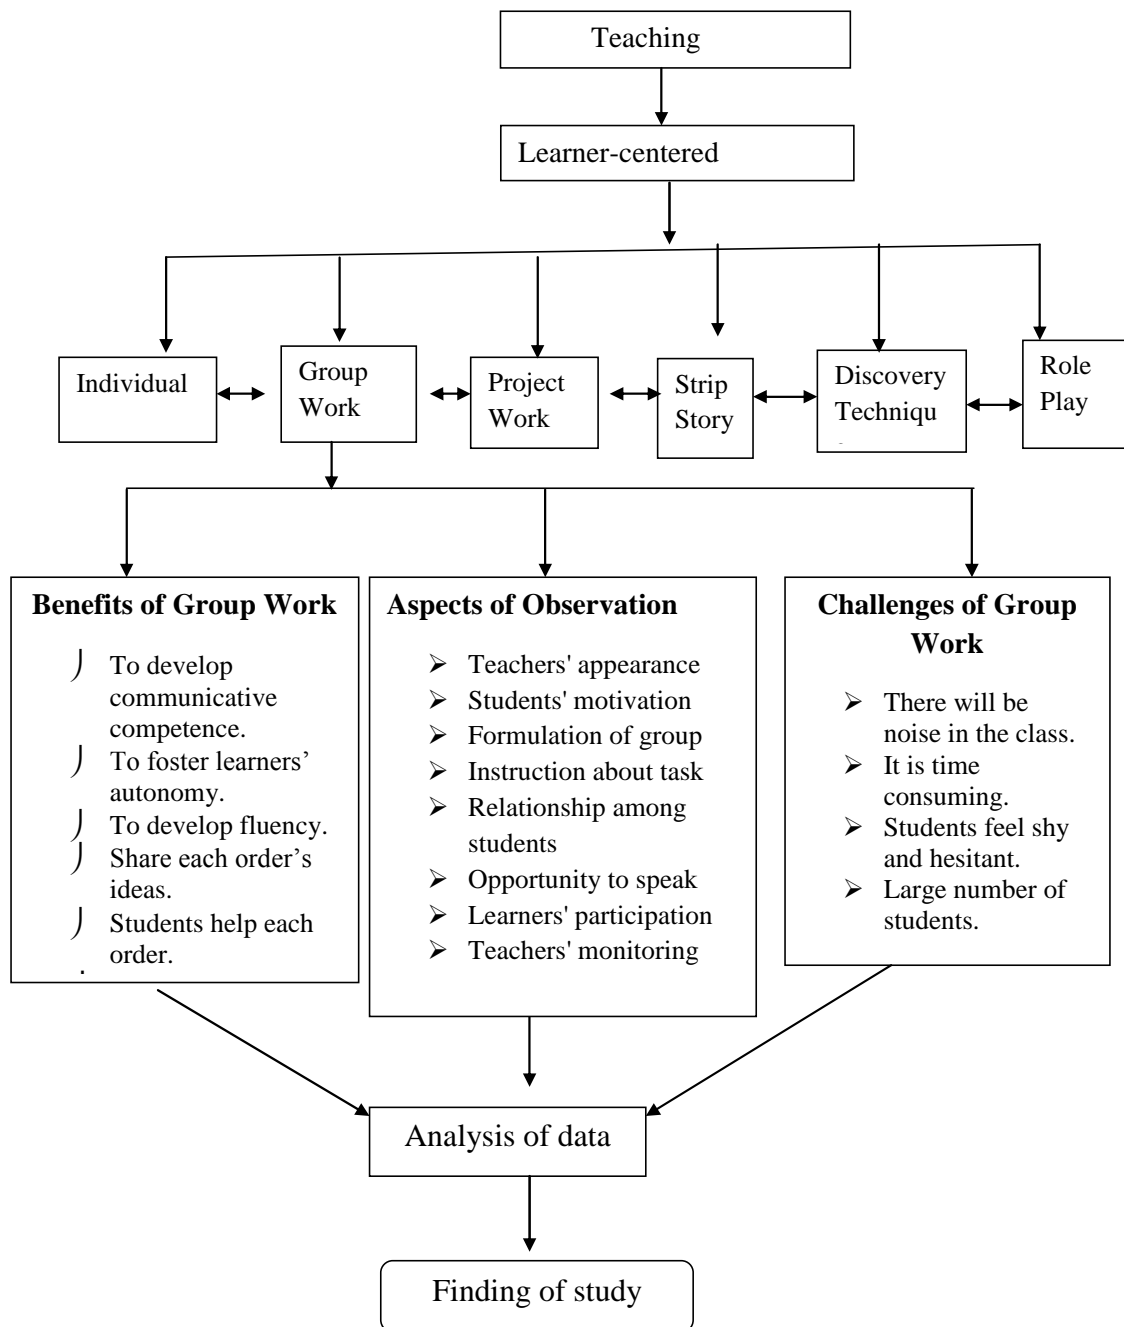 Teaching
Learner-centered
Individual
Group
Work
Project
Work
Strip
Story
Discovery
Techniqu
Role
Play
Benefits of Group Work
To develop
communicative
competence.
To foster learners’
autonomy.
To develop fluency.
Share each order’s
ideas.
Students help each
order.
.
Aspects of Observation
➢ Teachers' appearance
➢ Students' motivation
➢ Formulation of group
➢ Instruction about task
➢ Relationship among
students
➢ Opportunity to speak
➢ Learners' participation
➢ Teachers' monitoring
Challenges of Group
Work
➢ There will be
noise in the class.
➢ It is time
consuming.
➢ Students feel shy
and hesitant.
➢ Large number of
students.
Analysis of data
Finding of study